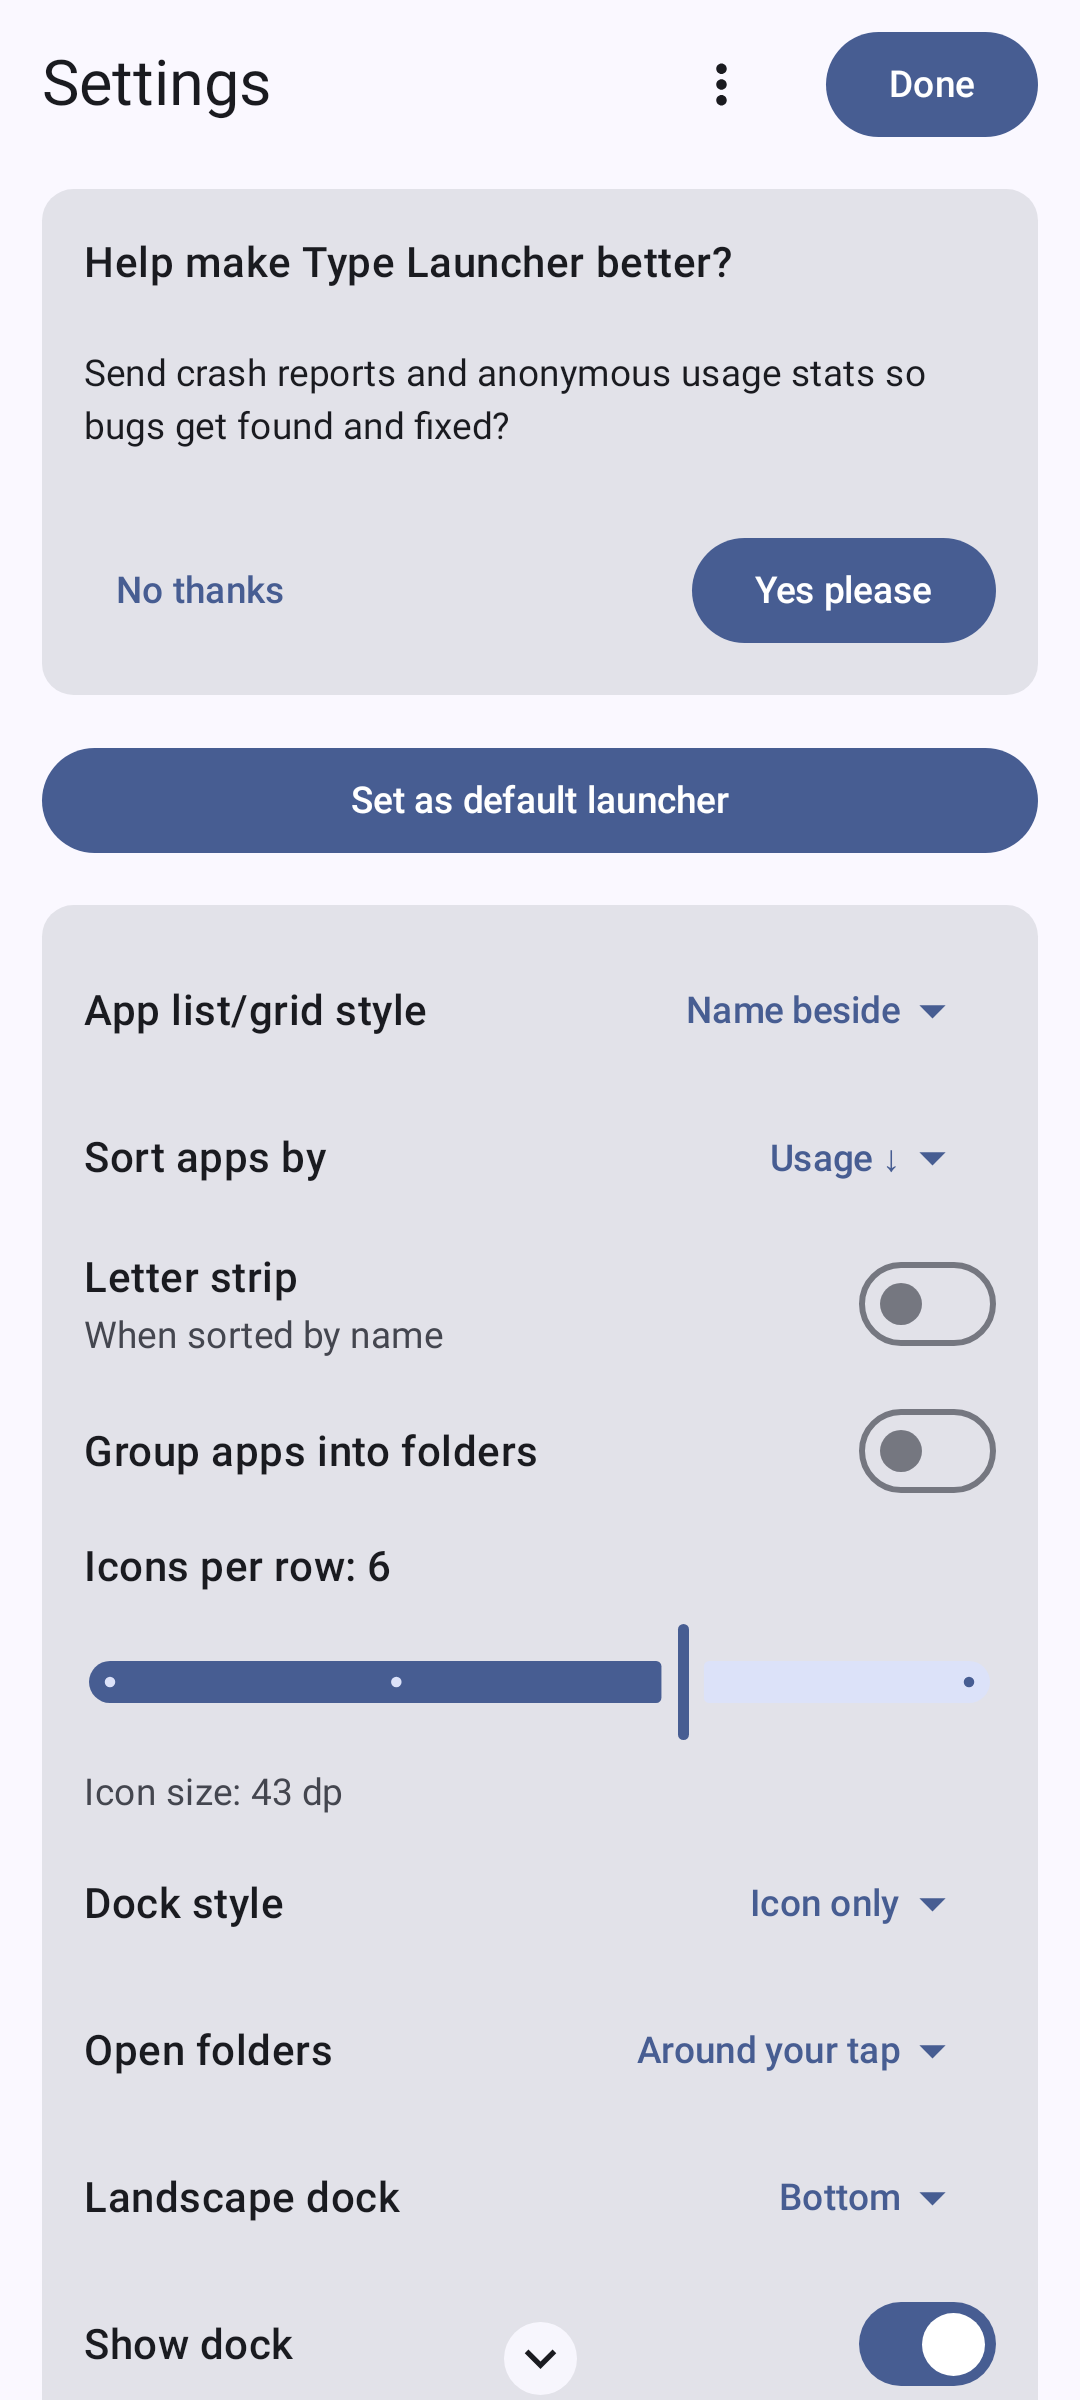 Settings
Done
Help make Type Launcher better?
Send crash reports and anonymous usage stats so
bugs get found and fixed?
No thanks
Yes please
Set as default launcher
App list/grid style
Name beside
Sort apps by
Usage ↓
Letter strip
When sorted by name
Group apps into folders
Icons per row: 6
Icon size: 43 dp
Dock style
Icon only
Open folders
Around your tap
Landscape dock
Bottom
Show dock